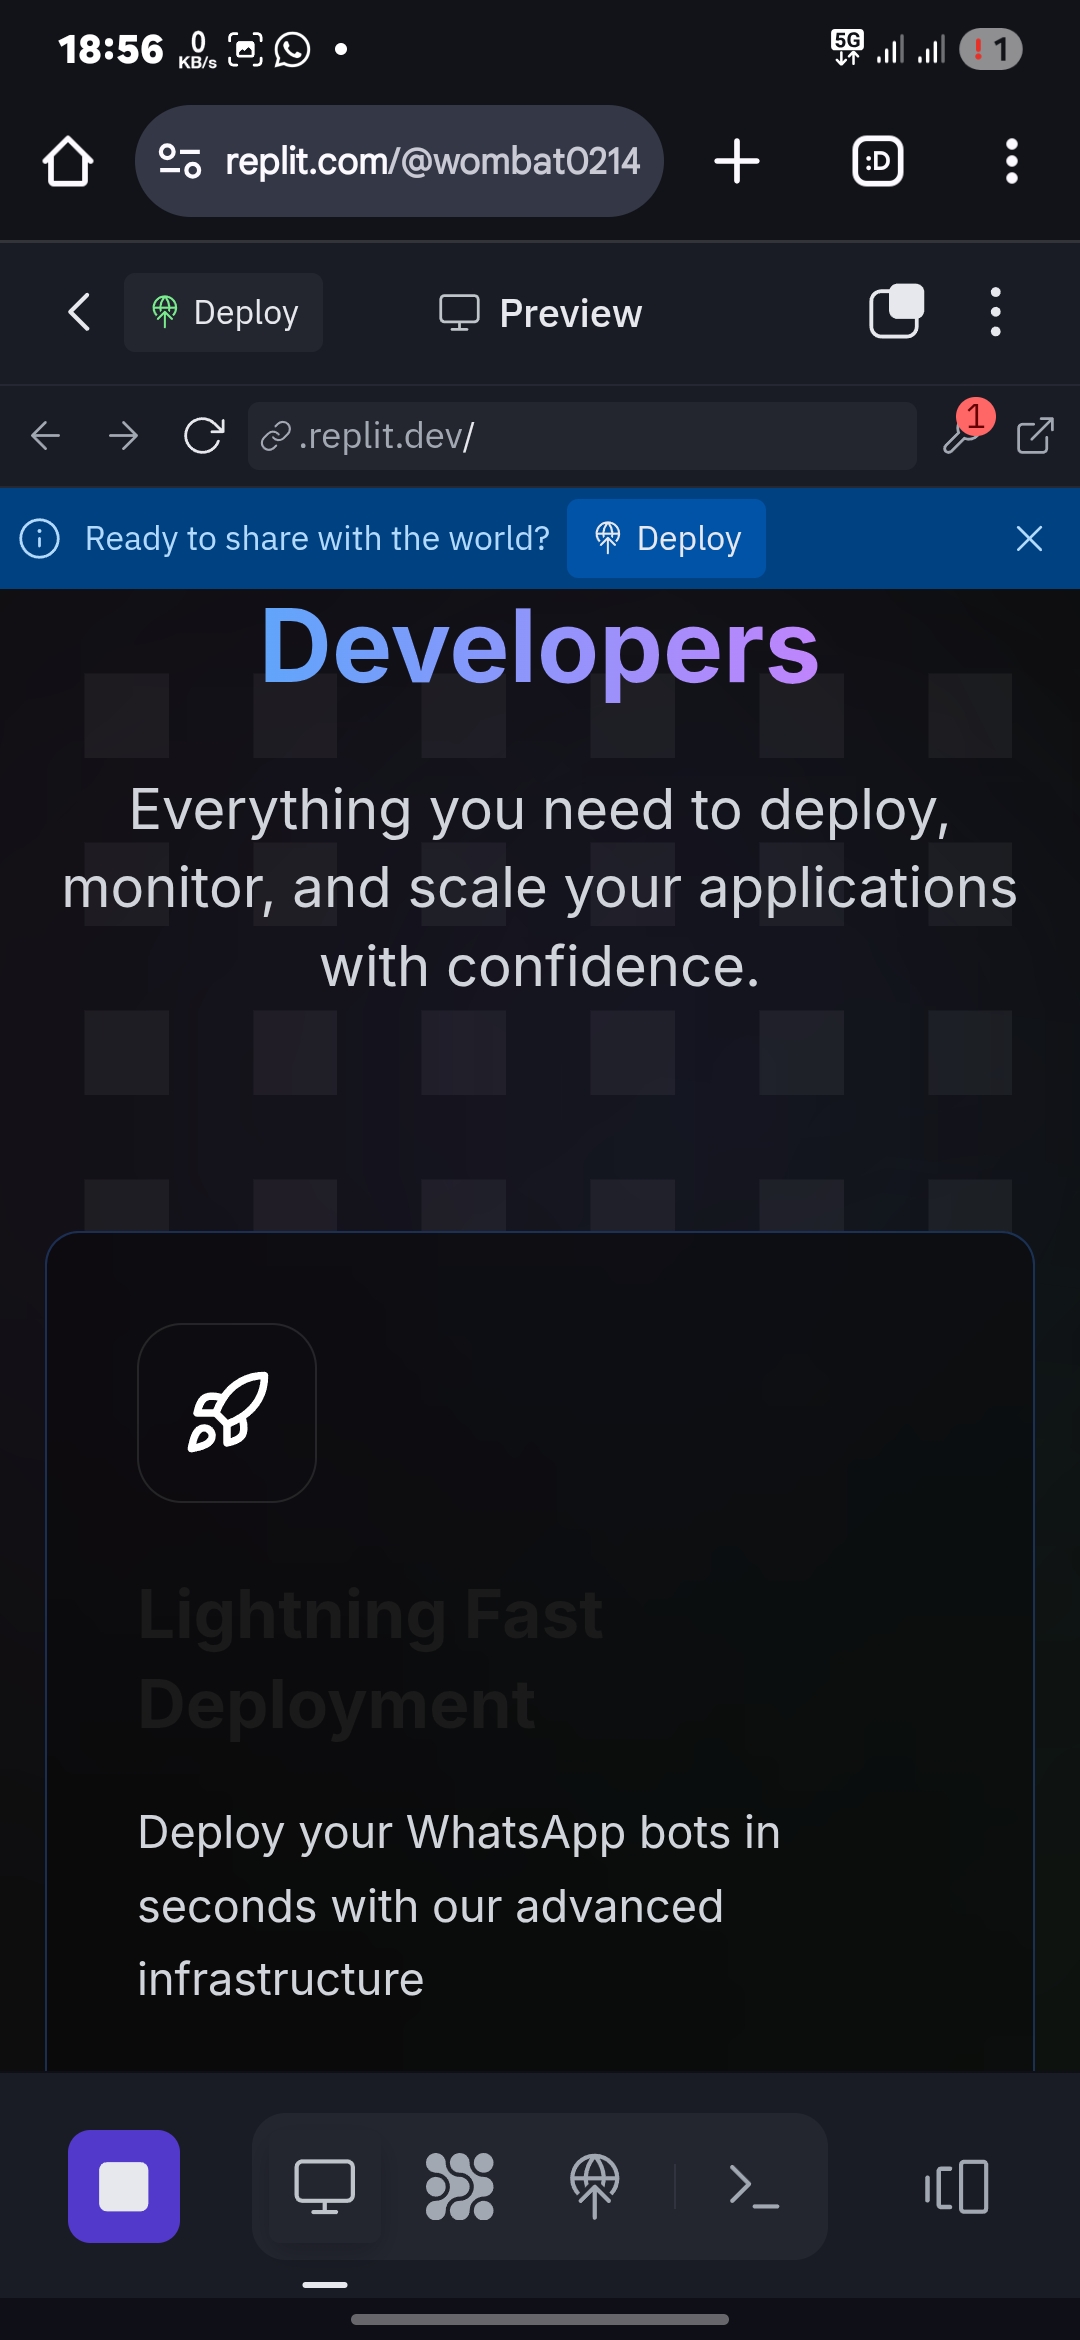 18:56
0
KB/s
5G
! 1
replit.com/@wombat0214
:D
Deploy
Preview
.replit.dev/
1
Ready to share with the world?
Deploy
Developers
Everything you need to deploy,
monitor, and scale your applications
with confidence.
Lightning Fast
Deployment
Deploy your WhatsApp bots in
seconds with our advanced
infrastructure